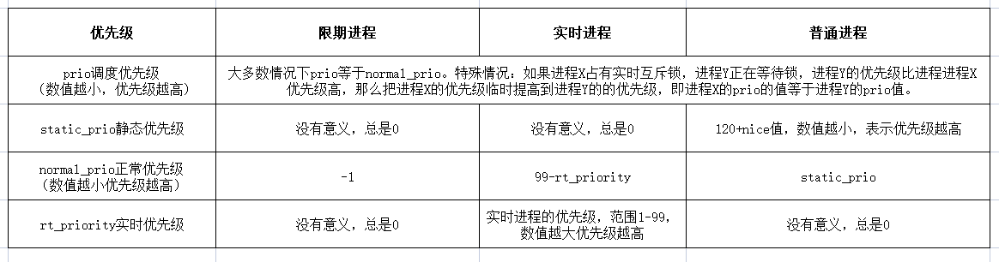 优先级
限期进程
实时进程
普通进程
prio调度优先级
（数值越小，优先级越高）
大多数情况下prio等于normal_prio。特殊情况：如果进程X占有实时互斥锁，进程Y正在等待锁，进程Y的优先级比进程进程X
优先级高，那么把进程X的优先级临时提高到进程Y的的优先级，即进程X的prio的值等于进程Y的prio值。
static_prio静态优先级
没有意义，总是0
没有意义，总是0
120+nice值，数值越小，表示优先级越高
normal_prio正常优先级
（数值越小优先级越高）
-1
99-rt_priority
static_prio
rt_priority实时优先级
没有意义，总是0
实时进程的优先级，范围1-99，
数值越大优先级越高
没有意义，总是0